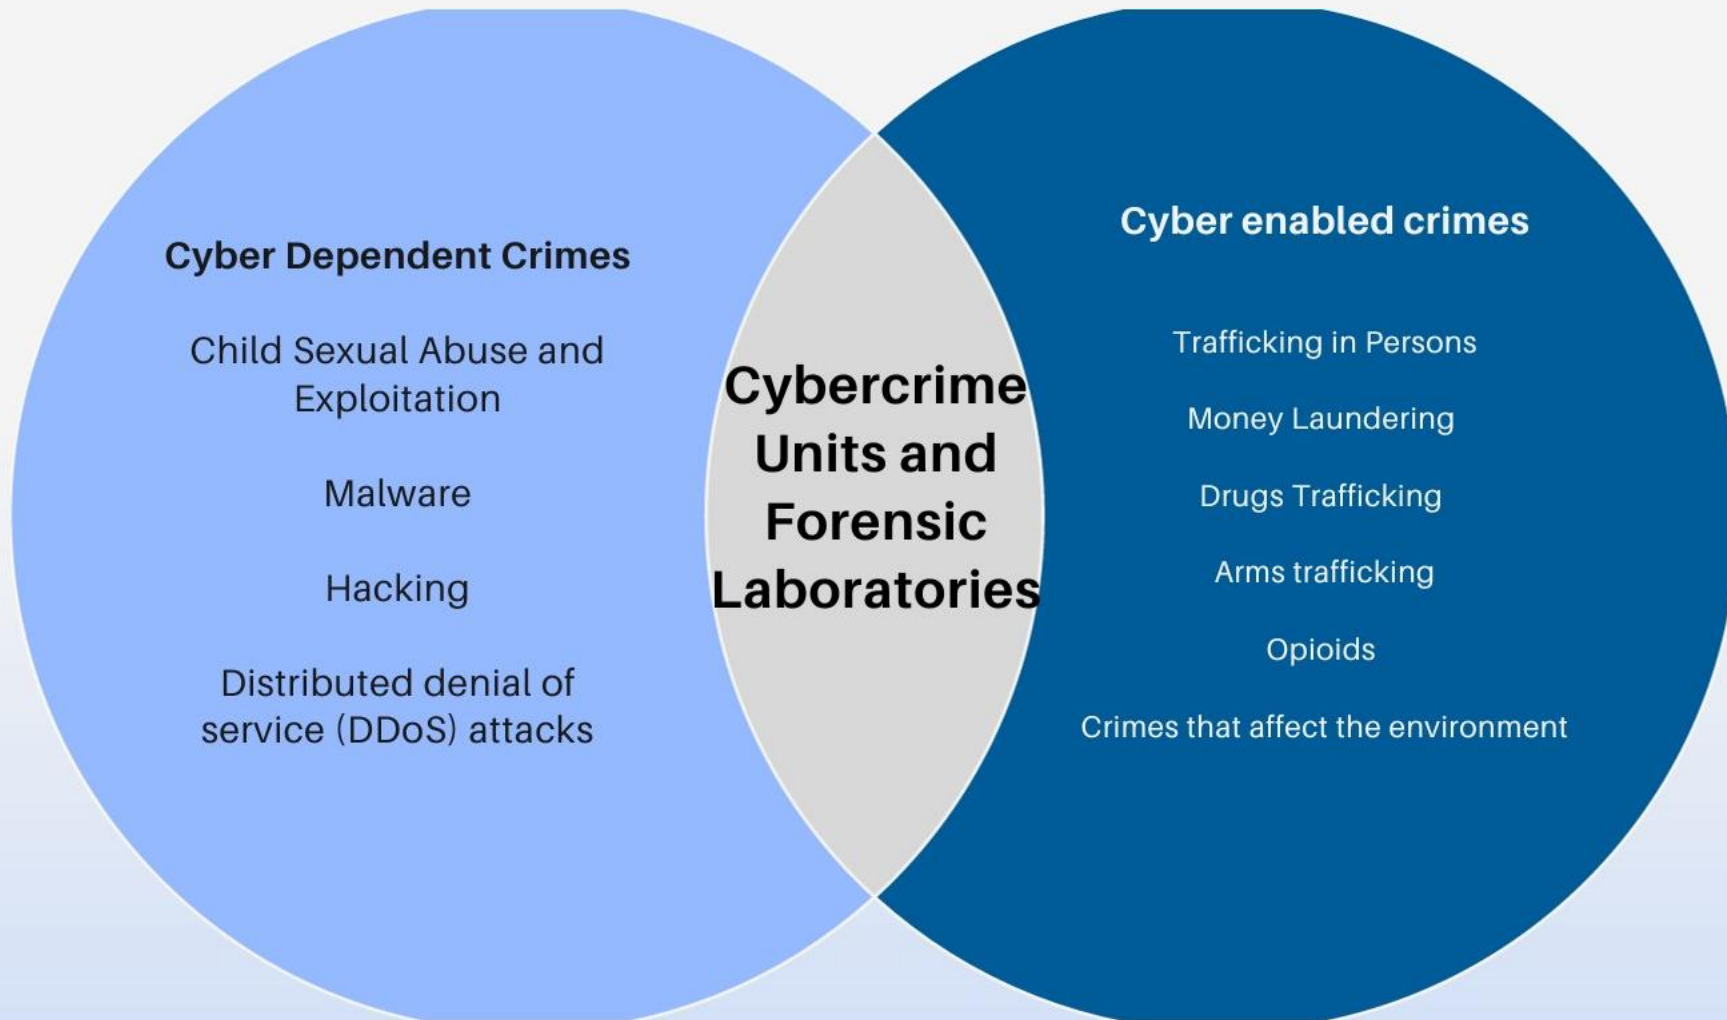 Cyber Dependent Crimes
Child Sexual Abuse and
Exploitation
Malware
Hacking
Distributed denial of
service (DDoS) attacks
Cybercrime
Units and
Forensic
Laboratories
Cyber enabled crimes
Trafficking in Persons
Money Laundering
Drugs Trafficking
Arms trafficking
Opioids
Crimes that affect the environment